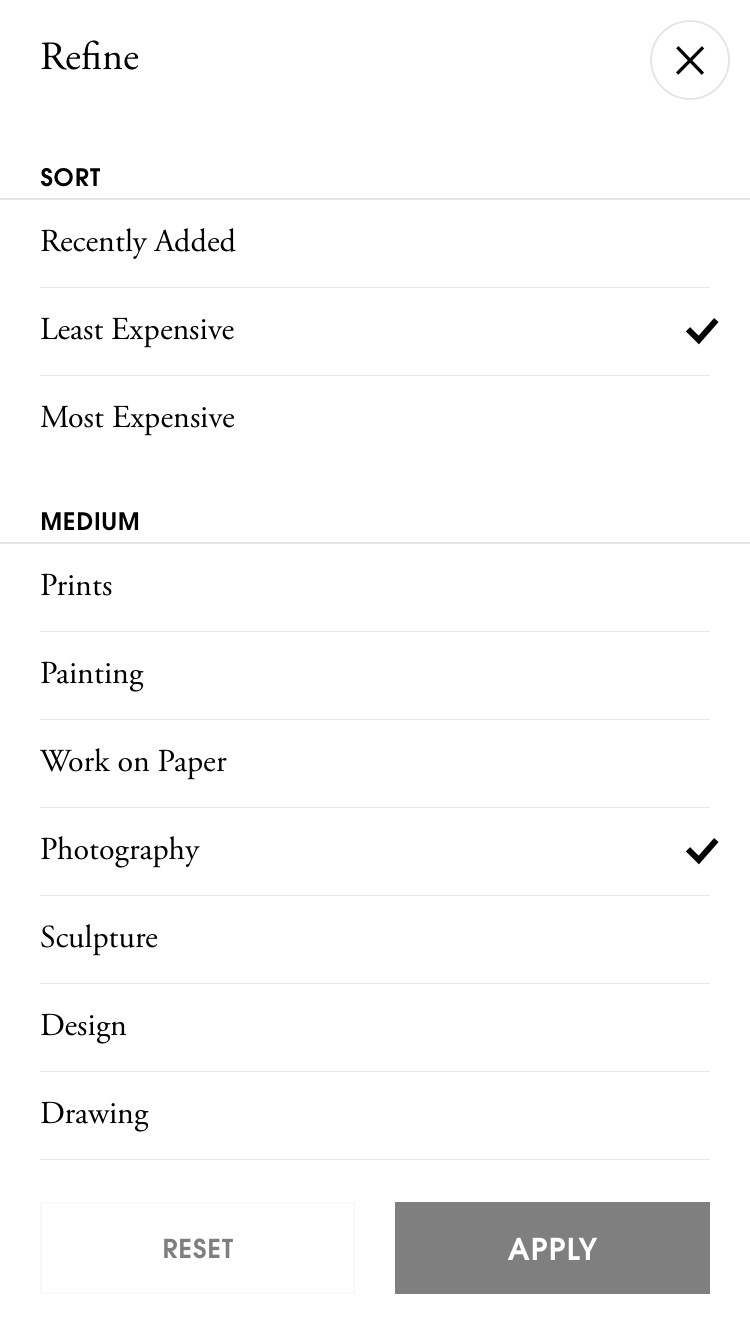 Refine
SORT
Recently Added
Least Expensive
Most Expensive
MEDIUM
Prints
Painting
Work on Paper
Photography
Sculpture
Design
Drawing
RESET
APPLY